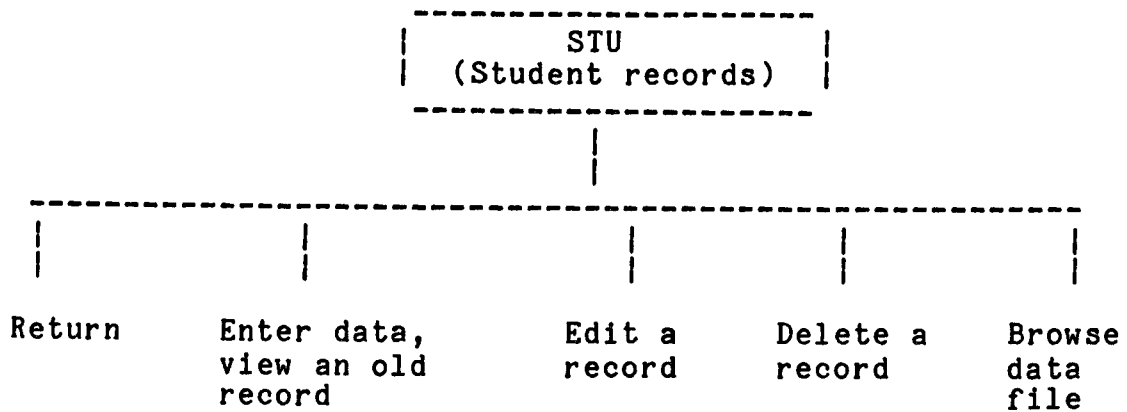 STU
(Student records)
Return
Enter data,
view an old
record
Edit a
record
Delete a
record
Browse
data
file